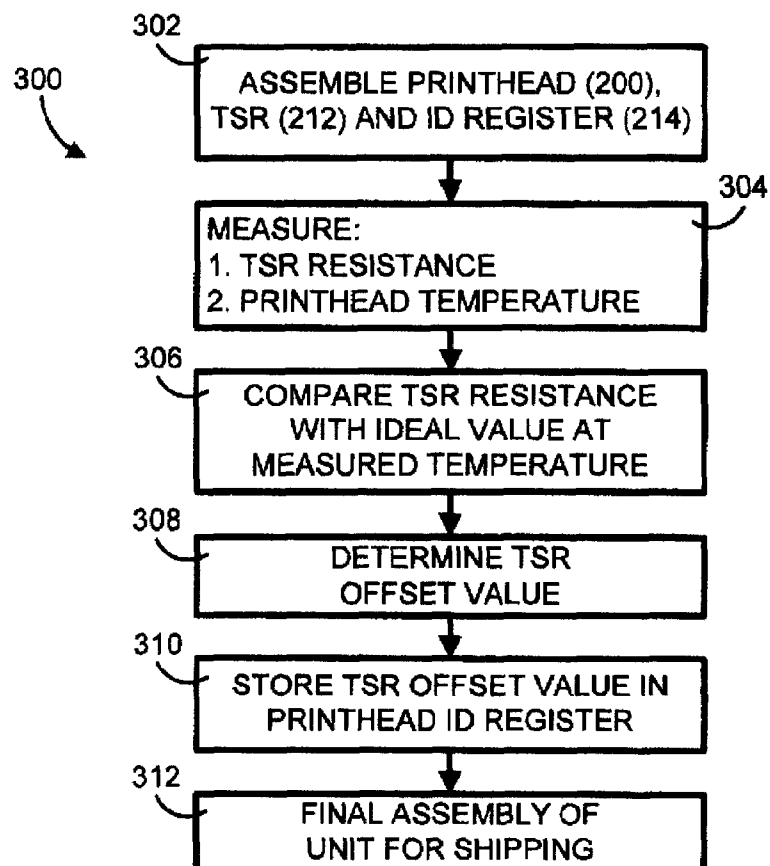 302
300
ASSEMBLE PRINTHEAD (200),
TSR (212) AND ID REGISTER (214)
304
MEASURE:
1. TSR RESISTANCE
2. PRINTHEAD TEMPERATURE
306
COMPARE TSR RESISTANCE
WITH IDEAL VALUE AT
MEASURED TEMPERATURE
308
DETERMINE TSR
OFFSET VALUE
310
STORE TSR OFFSET VALUE IN
PRINTHEAD ID REGISTER
312
FINAL ASSEMBLY OF
UNIT FOR SHIPPING